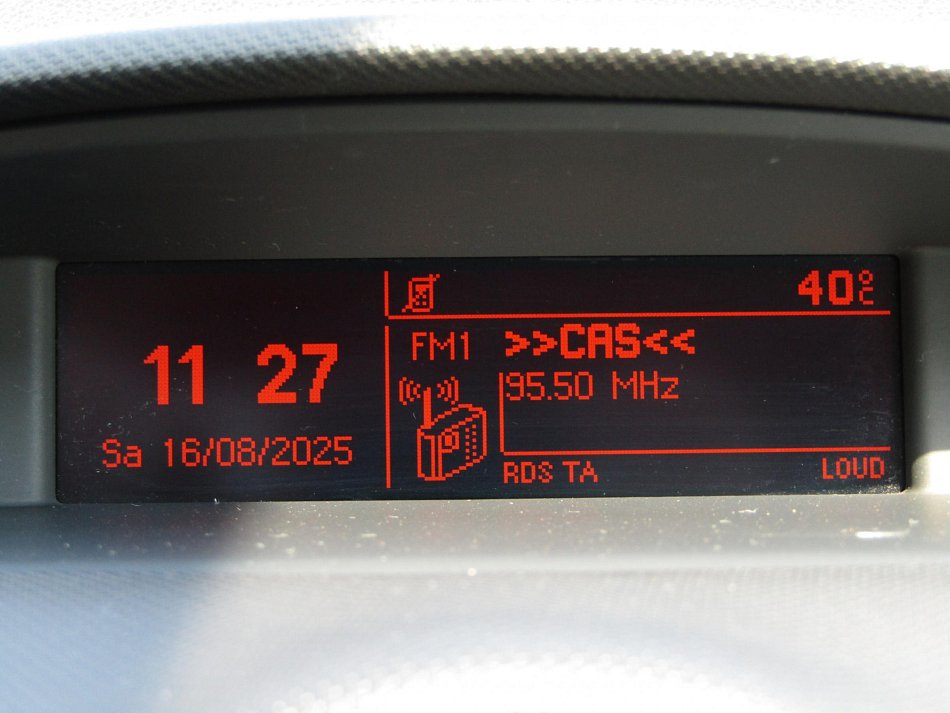 11 27
Sa 16/08/2025
40°C
FM1 >>CAS<<
95.50 MHz
RDS TA LOUD